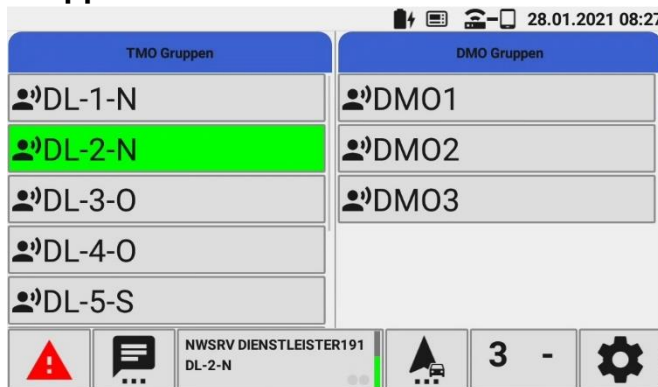 28.01.2021 08:27
TMO Gruppen
DL-1-N
DL-2-N
DL-3-O
DL-4-O
DL-5-S
DMO Gruppen
DMO1
DMO2
DMO3
NWSRV DIENSTLEISTER191
DL-2-N
3 -